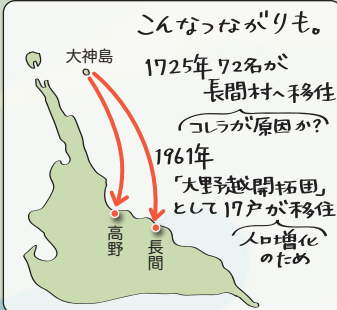 こんなつながりも。
大神島
1725年 72名が
長間村へ移住
コレラが原因か?
1961年
「大野越開拓団」
として 17戸が移住
人口増化
のため
高野
長間